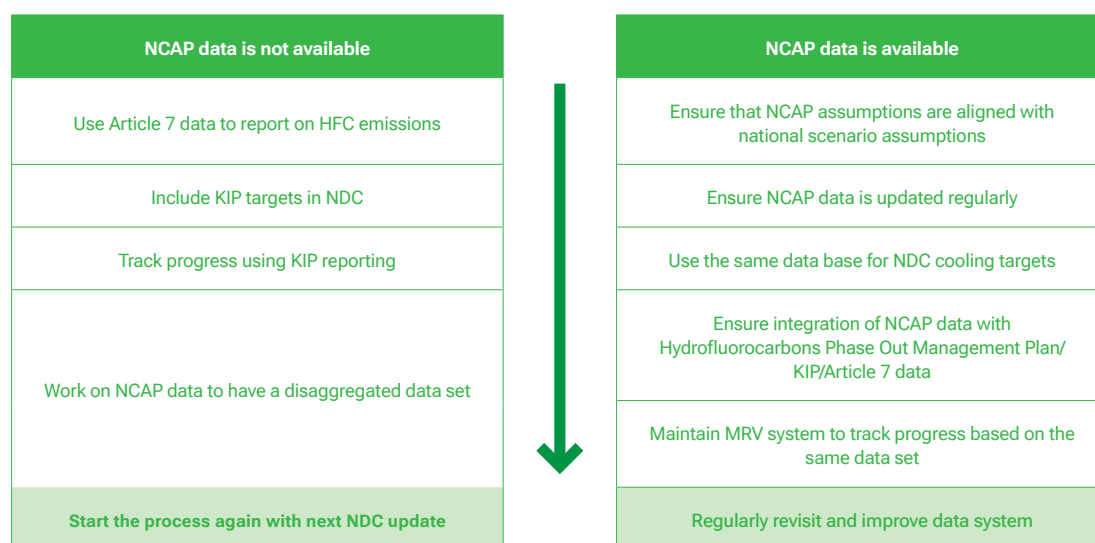 NCAP data is not available
Use Article 7 data to report on HFC emissions
Include KIP targets in NDC
Track progress using KIP reporting
Work on NCAP data to have a disaggregated data set
Start the process again with next NDC update
NCAP data is available
Ensure that NCAP assumptions are aligned with
national scenario assumptions
Ensure NCAP data is updated regularly
Use the same data base for NDC cooling targets
Ensure integration of NCAP data with
Hydrofluorocarbons Phase Out Management Plan/
KIP/Article 7 data
Maintain MRV system to track progress based on the
same data set
Regularly revisit and improve data system